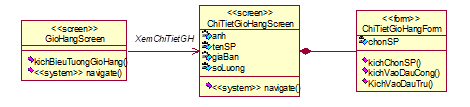 <<screen>>
GioHangScreen
kichBieuTuongGioHang()
<<system>> navigate()
XemChiTietGH
<<screen>>
ChiTietGioHangScreen
anh
tenSP
giaBan
soLuong
<<system>> navigate()
<<form>>
ChiTietGioHangForm
chonSP
kichChonSP()
kichVaoDauCong()
KichVaoDauTru()